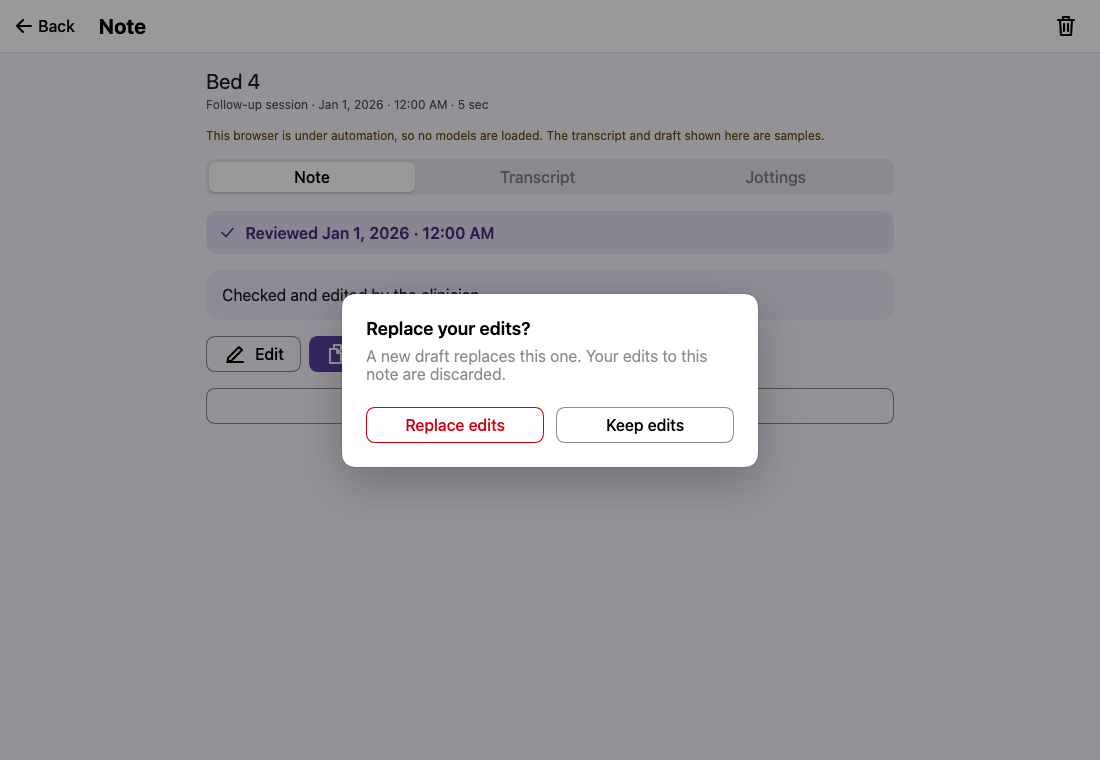 Back
Note
Bed 4
Follow-up session · Jan 1, 2026 · 12:00 AM · 5 sec
This browser is under automation, so no models are loaded. The transcript and draft shown here are samples.
Note
Transcript
Jottings
Reviewed Jan 1, 2026 · 12:00 AM
Checked and edited by the clinician.
Edit
Replace your edits?
A new draft replaces this one. Your edits to this
note are discarded.
Replace edits
Keep edits